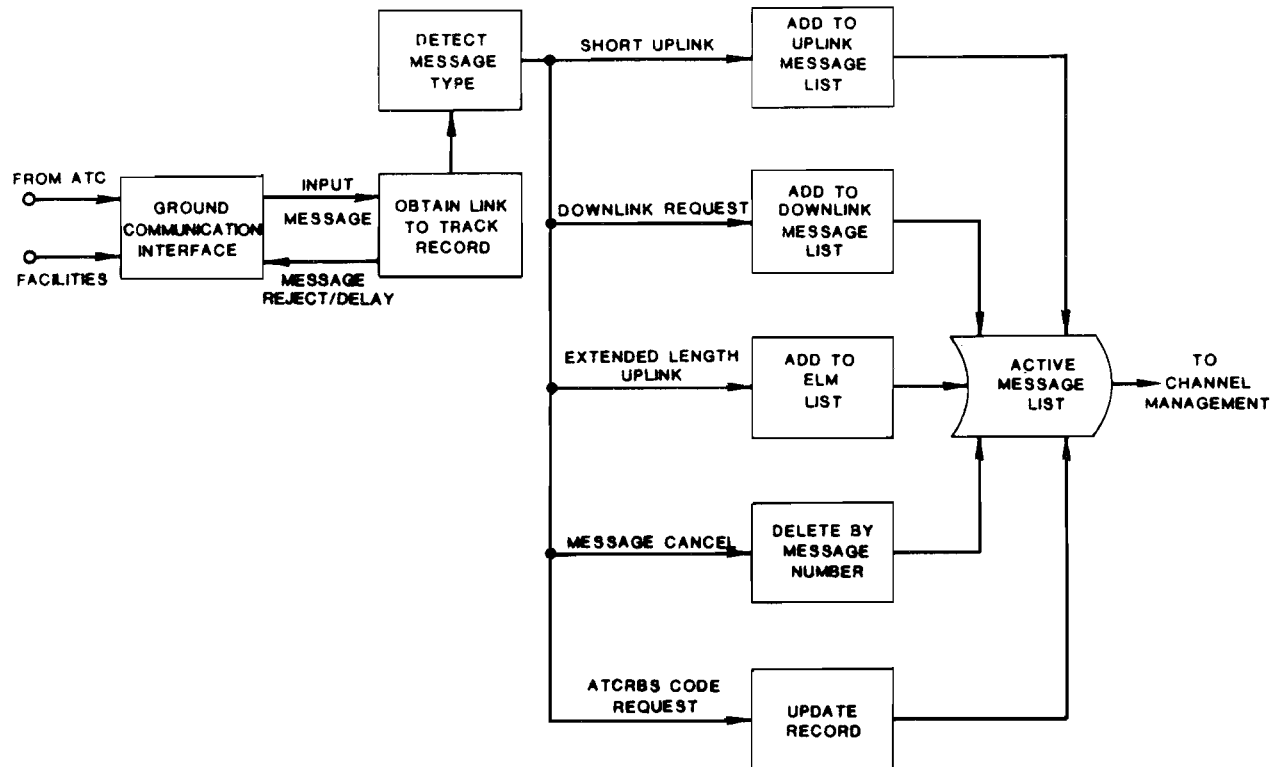 DETECT
MESSAGE
TYPE
SHORT UPLINK
ADD TO
UPLINK
MESSAGE
LIST
FROM ATC
FACILITIES
GROUND
COMMUNICATION
INTERFACE
INPUT
MESSAGE
MESSAGE
REJECT/DELAY
OBTAIN LINK
TO TRACK
RECORD
DOWNLINK REQUEST
ADD TO
DOWNLINK
MESSAGE
LIST
EXTENDED LENGTH
UPLINK
ADD TO
ELM
LIST
ACTIVE
MESSAGE
LIST
TO
CHANNEL
MANAGEMENT
MESSAGE CANCEL
DELETE BY
MESSAGE
NUMBER
ATCRBS CODE
REQUEST
UPDATE
RECORD